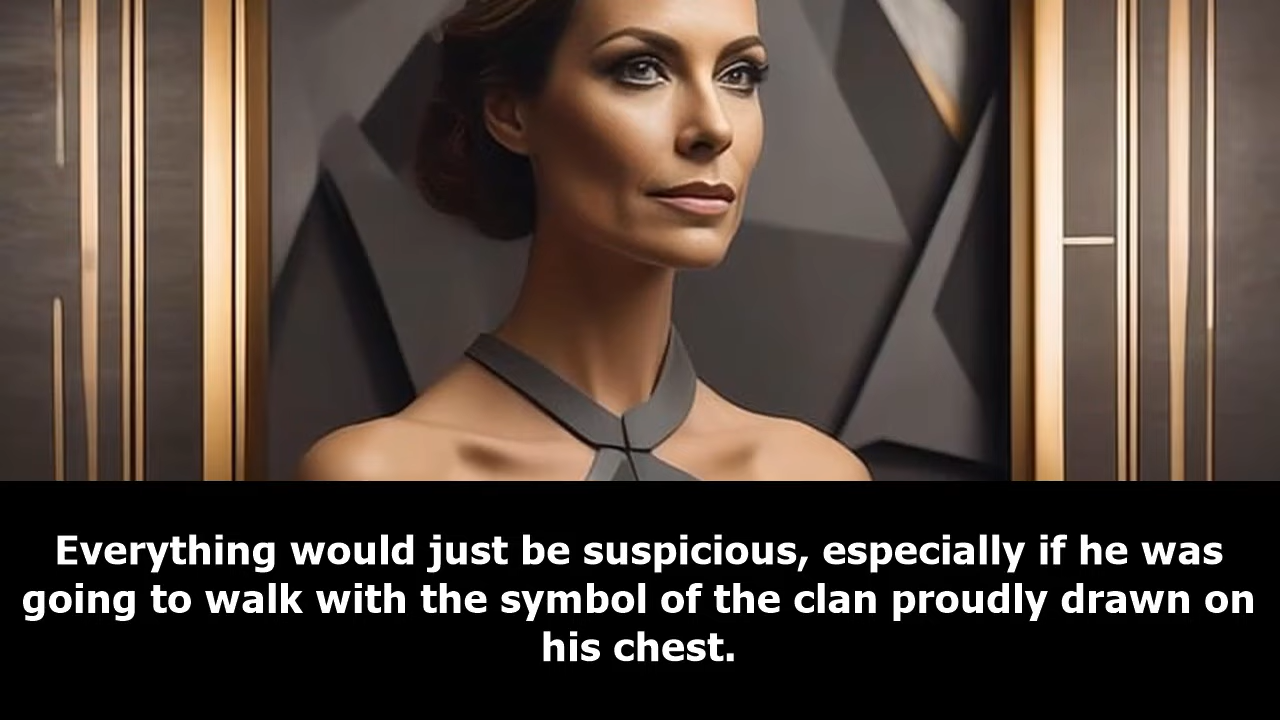 Everything would just be suspicious, especially if he was
going to walk with the symbol of the clan proudly drawn on
his chest.